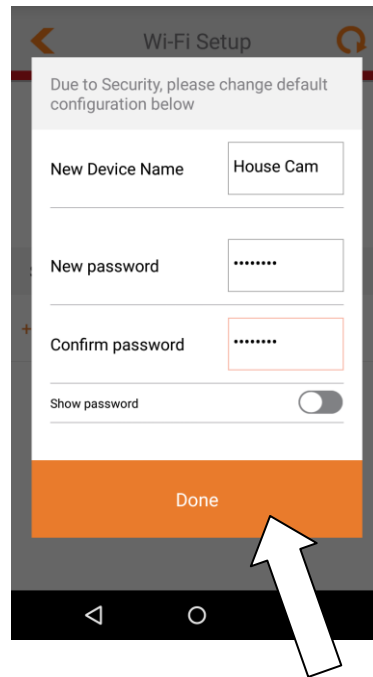 Wi-Fi Setup
Due to Security, please change default
configuration below
New Device Name
House Cam
New password
••••••••
Confirm password
••••••••
Show password
Done